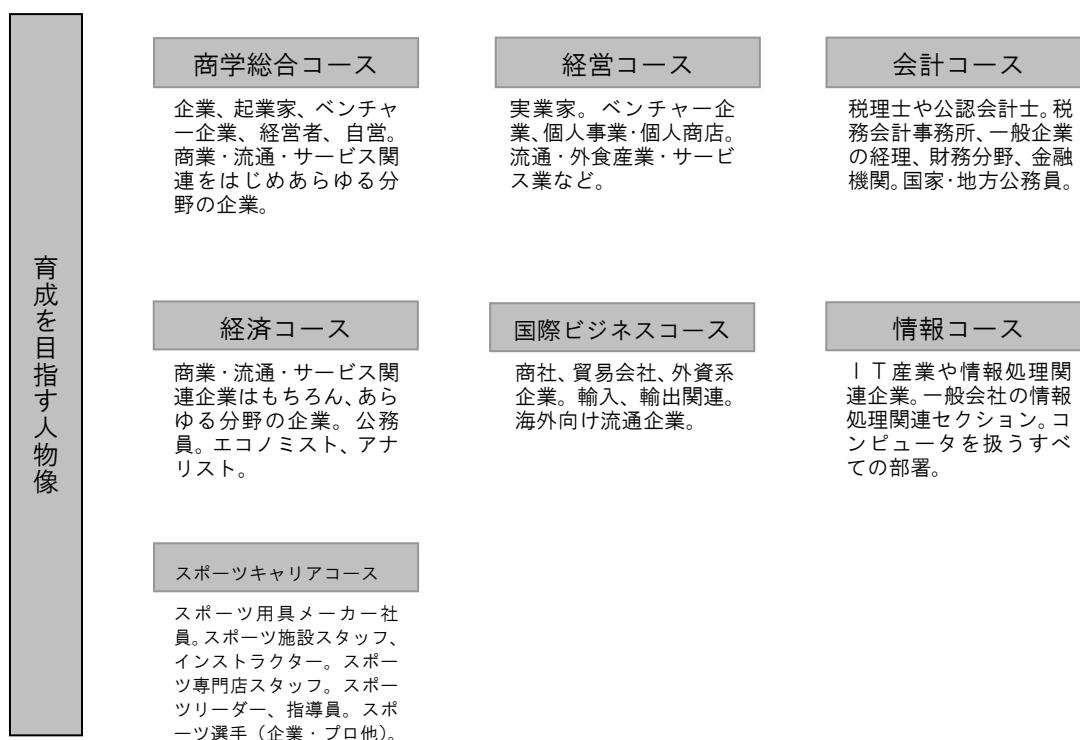 育成を目指す人物像
商学総合コース
企業、起業家、ベンチャ
ー企業、経営者、自営。
商業・流通・サービス関
連をはじめあらゆる分
野の企業。
経営コース
実業家。ベンチャー企
業、個人事業・個人商店。
流通・外食産業・サービ
ス業など。
会計コース
税理士や公認会計士。税
務会計事務所、一般企業
の経理、財務分野、金融
機関。国家・地方公務員。
経済コース
商業・流通・サービス関
連企業はもちろん、あら
ゆる分野の企業。公務
員。エコノミスト、アナ
リスト。
国際ビジネスコース
商社、貿易会社、外資系
企業。輸入、輸出関連。
海外向け流通企業。
情報コース
ＩＴ産業や情報処理関
連企業。一般会社の情報
処理関連セクション。コ
ンピュータを扱うすべ
ての部署。
スポーツキャリアコース
スポーツ用具メーカー社
員。スポーツ施設スタッフ、
インストラクター。スポー
ツ専門店スタッフ。スポー
ツリーダー、指導員。スポ
ーツ選手（企業・プロ他）。